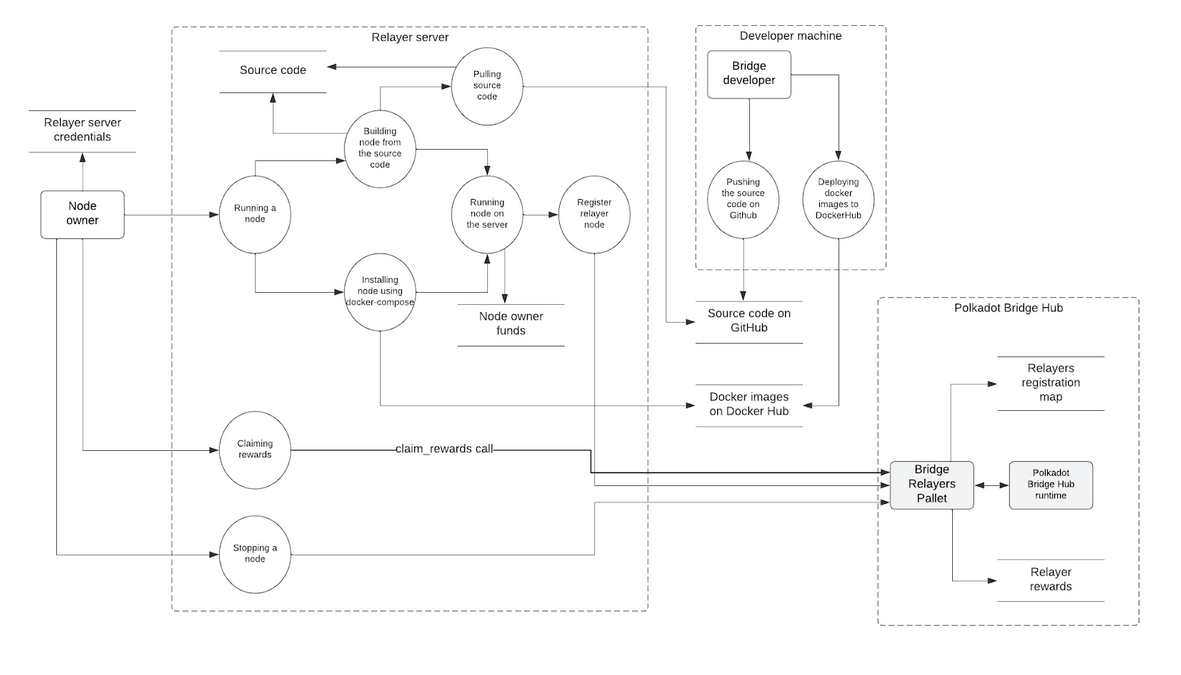 Relayer server
Source code
Pulling
source
code
Developer machine
Bridge
developer
Relayer server
credentials
Building
node from
the source
code
Node
owner
Running a
node
Running
node on
the server
Register
relayer
node
Pushing
the source
code on
Github
Deploying
docker
images to
DockerHub
Installing
node using
docker-compose
Node owner
funds
Source code on
GitHub
Polkadot Bridge Hub
Relayers
registration
map
Docker images
on Docker Hub
Claiming
rewards
claim_rewards call
Bridge
Relayers
Pallet
Polkadot
Bridge Hub
runtime
Stopping a
node
Relayer
rewards